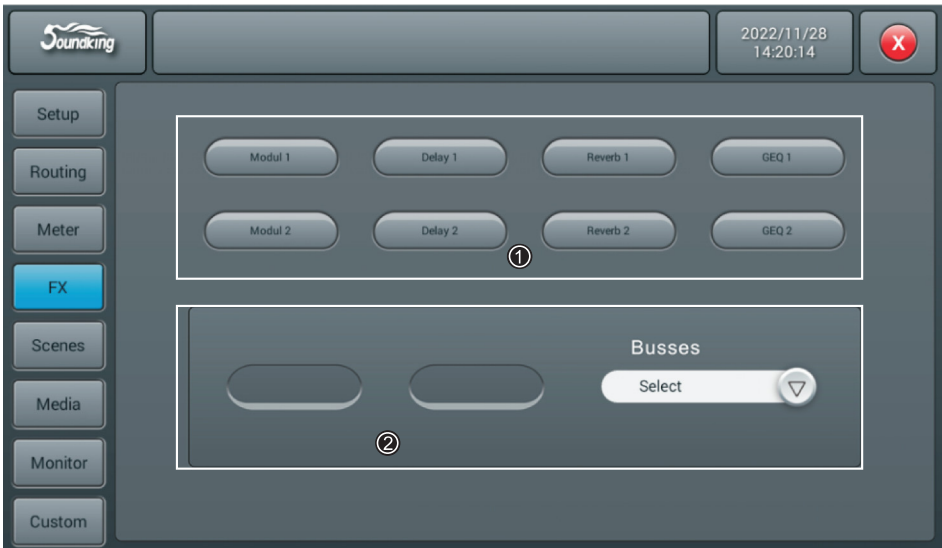 Soundking
2022/11/28
14:20:14
X
Setup
Routing
Meter
FX
Scenes
Media
Monitor
Custom
Modul 1 Delay 1 Reverb 1 GEQ 1
Modul 2 Delay 2 Reverb 2 GEQ 2
①
Busses
Select
②